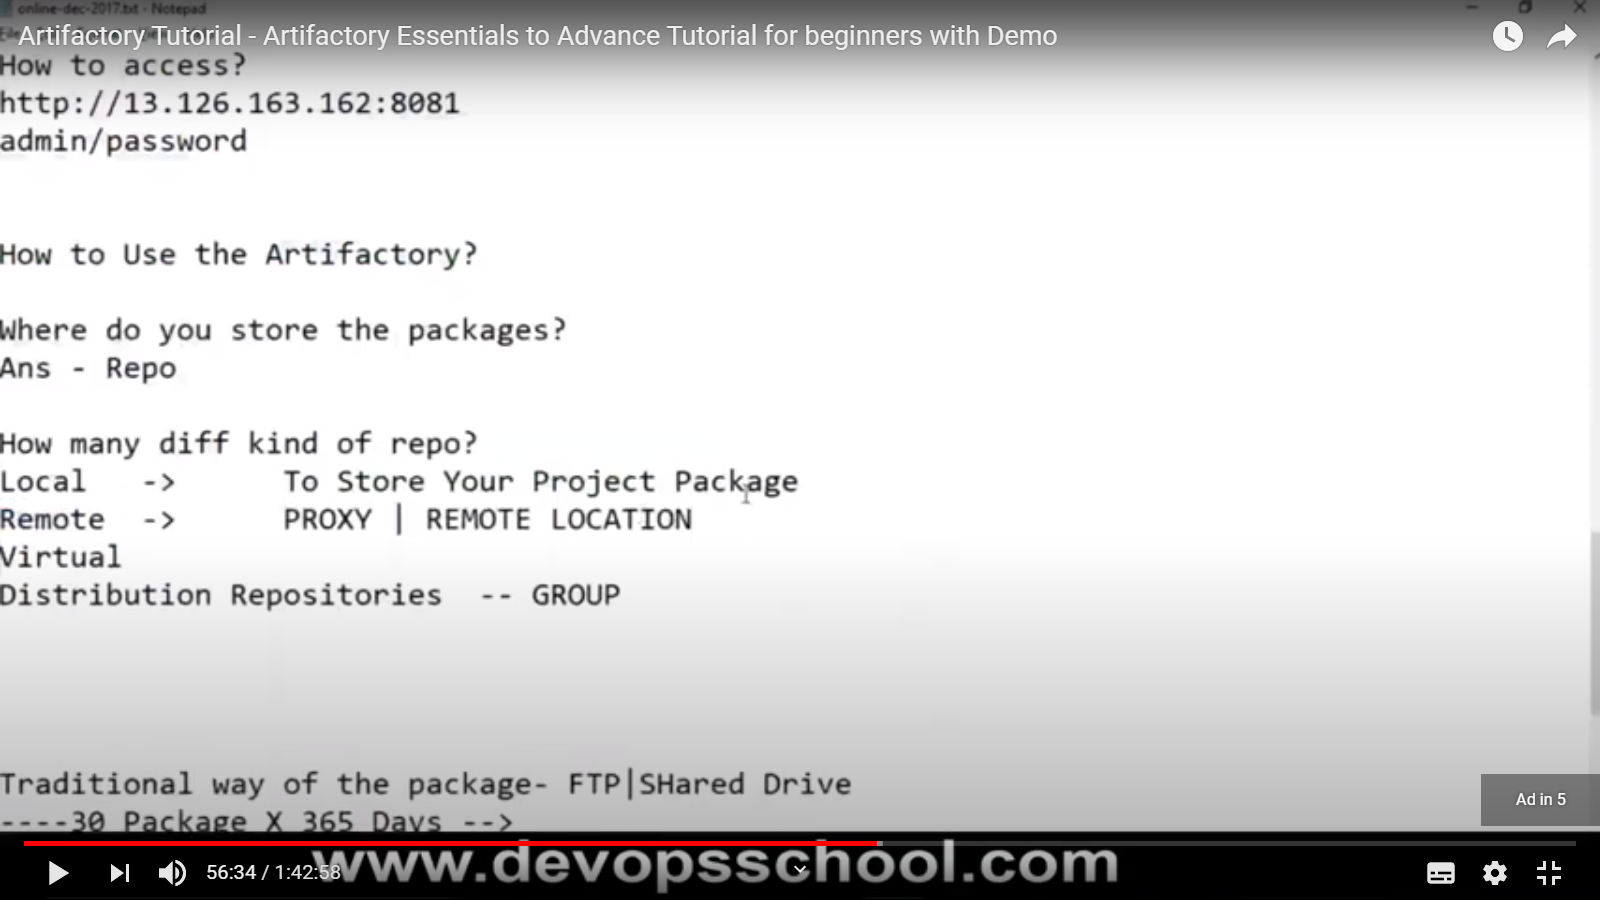 online-dec-2017.txt - Notepad
Artifactory Tutorial - Artifactory Essentials to Advance Tutorial for beginners with Demo
How to access?
http://13.126.163.162:8081
admin/password
How to Use the Artifactory?
Where do you store the packages?
Ans - Repo
How many diff kind of repo?
Local -> To Store Your Project Package
Remote -> PROXY | REMOTE LOCATION
Virtual
Distribution Repositories -- GROUP
Traditional way of the package- FTP|SHared Drive
Ad in 5
----30 Package X 365 Days -->
56:34 / 1:42:58
www.devopsschool.com